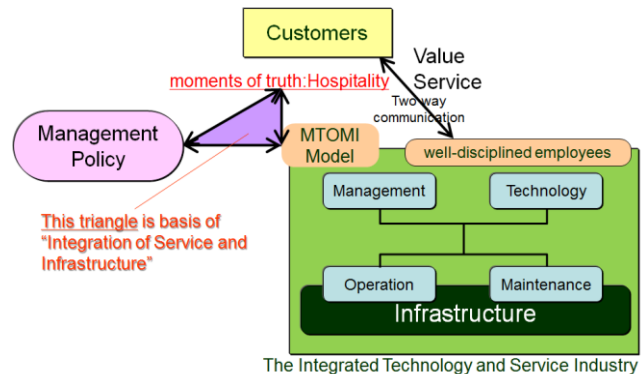 Customers
moments of truth:Hospitality
Value
Service
Two way
communication
Management
Policy
MTOMI
Model
well-disciplined employees
Management
Technology
This triangle is basis of
“Integration of Service and
Infrastructure”
Operation
Maintenance
Infrastructure
The Integrated Technology and Service Industry